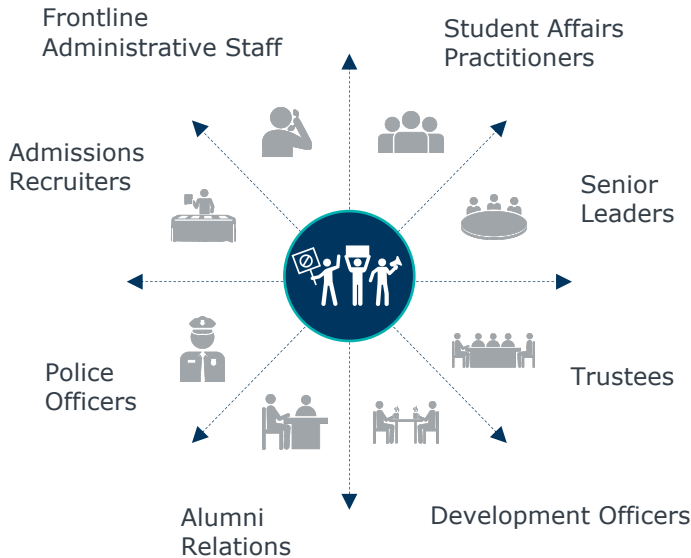 Frontline
Administrative Staff
Student Affairs
Practitioners
Admissions
Recruiters
Senior
Leaders
Police
Officers
Trustees
Alumni
Relations
Development Officers